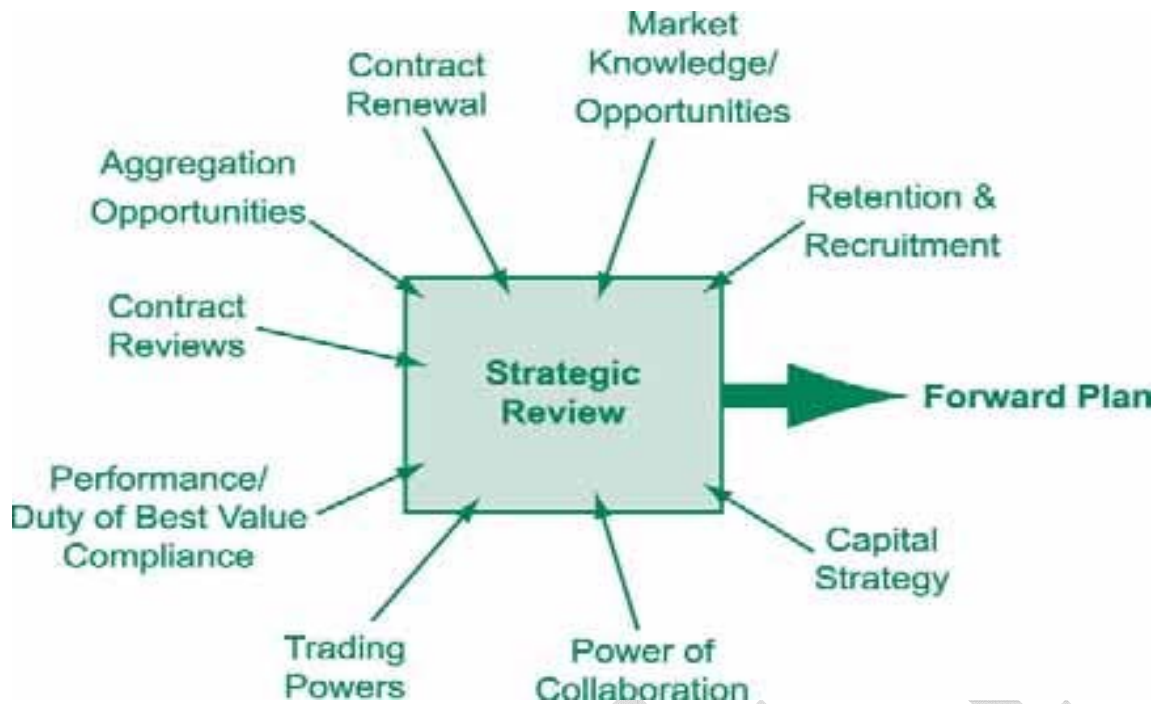 Market
Knowledge/
Opportunities
Contract
Renewal
Aggregation
Opportunities
Retention &
Recruitment
Contract
Reviews
Strategic
Review
Forward Plan
Performance/
Duty of Best Value
Compliance
Capital
Strategy
Trading
Powers
Power of
Collaboration